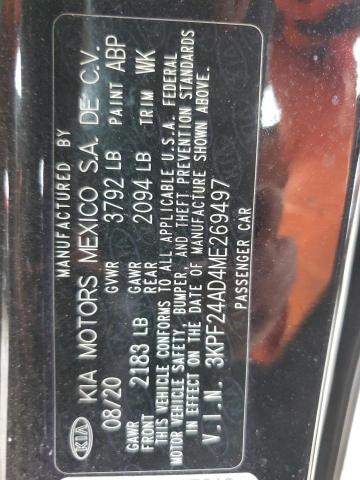 MANUFACTURED BY
KIA KIA MOTORS MEXICO S.A. DE C.V.
08/20 GVWR 3792 LB PAINT ABP
GAWR FRONT 2183 LB GAWR REAR 2094 LB TRIM WK
THIS VEHICLE CONFORMS TO ALL APPLICABLE U.S.A. FEDERAL
MOTOR VEHICLE SAFETY, BUMPER, AND THEFT PREVENTION STANDARDS
IN EFFECT ON THE DATE OF MANUFACTURE SHOWN ABOVE.
V.I.N. 3KPF24AD4ME269497
PASSENGER CAR